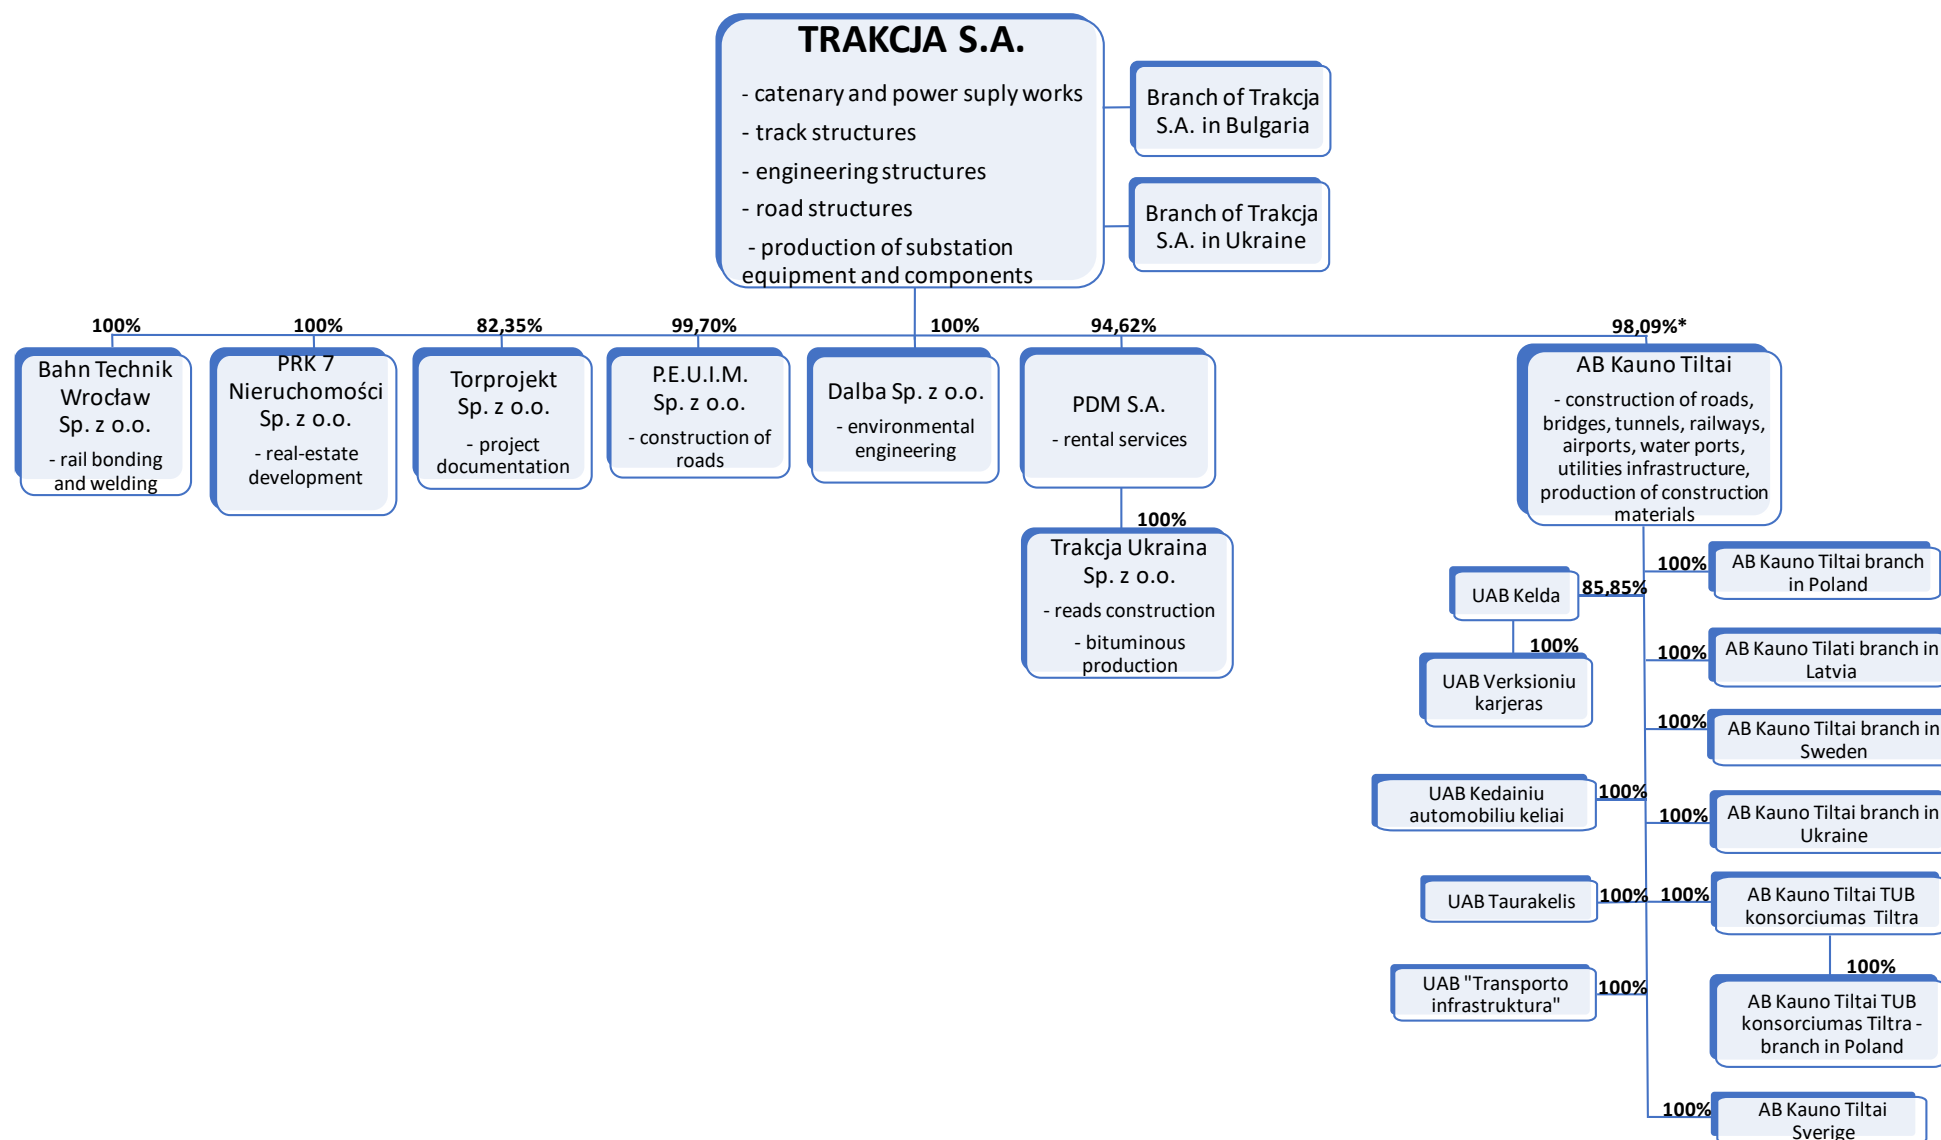 TRAKCJA S.A.
- catenary and power suply works
- track structures
- engineering structures
- road structures
- production of substation
equipment and components
Branch of Trakcja
S.A. in Bulgaria
Branch of Trakcja
S.A. in Ukraine
100%
100%
82,35%
99,70%
100%
94,62%
98,09%*
Bahn Technik
Wrocław
Sp. z o.o.
- rail bonding
and welding
PRK 7
Nieruchomości
Sp. z o.o.
- real-estate
development
Torprojekt
Sp. z o.o.
- project
documentation
P.E.U.I.M.
Sp. z o.o.
- construction of
roads
Dalba Sp. z o.o.
- environmental
engineering
PDM S.A.
- rental services
100%
Trakcja Ukraina
Sp. z o.o.
- reads construction
- bituminous
production
AB Kauno Tiltai
- construction of roads,
bridges, tunnels, railways,
airports, water ports,
utilities infrastructure,
production of construction
materials
UAB Kelda
85,85%
100%
UAB Verksioniu
karjeras
UAB Kedainiu
automobiliu keliai
100%
UAB Taurakelis
100%
UAB "Transporto
infrastruktura"
100%
100%
AB Kauno Tiltai branch
in Poland
100%
AB Kauno Tilati branch in
Latvia
100%
AB Kauno Tiltai branch in
Sweden
100%
AB Kauno Tiltai branch in
Ukraine
100%
AB Kauno Tiltai TUB
konsorciumas Tiltra
100%
AB Kauno Tiltai TUB
konsorciumas Tiltra -
branch in Poland
100%
AB Kauno Tiltai
Sverige